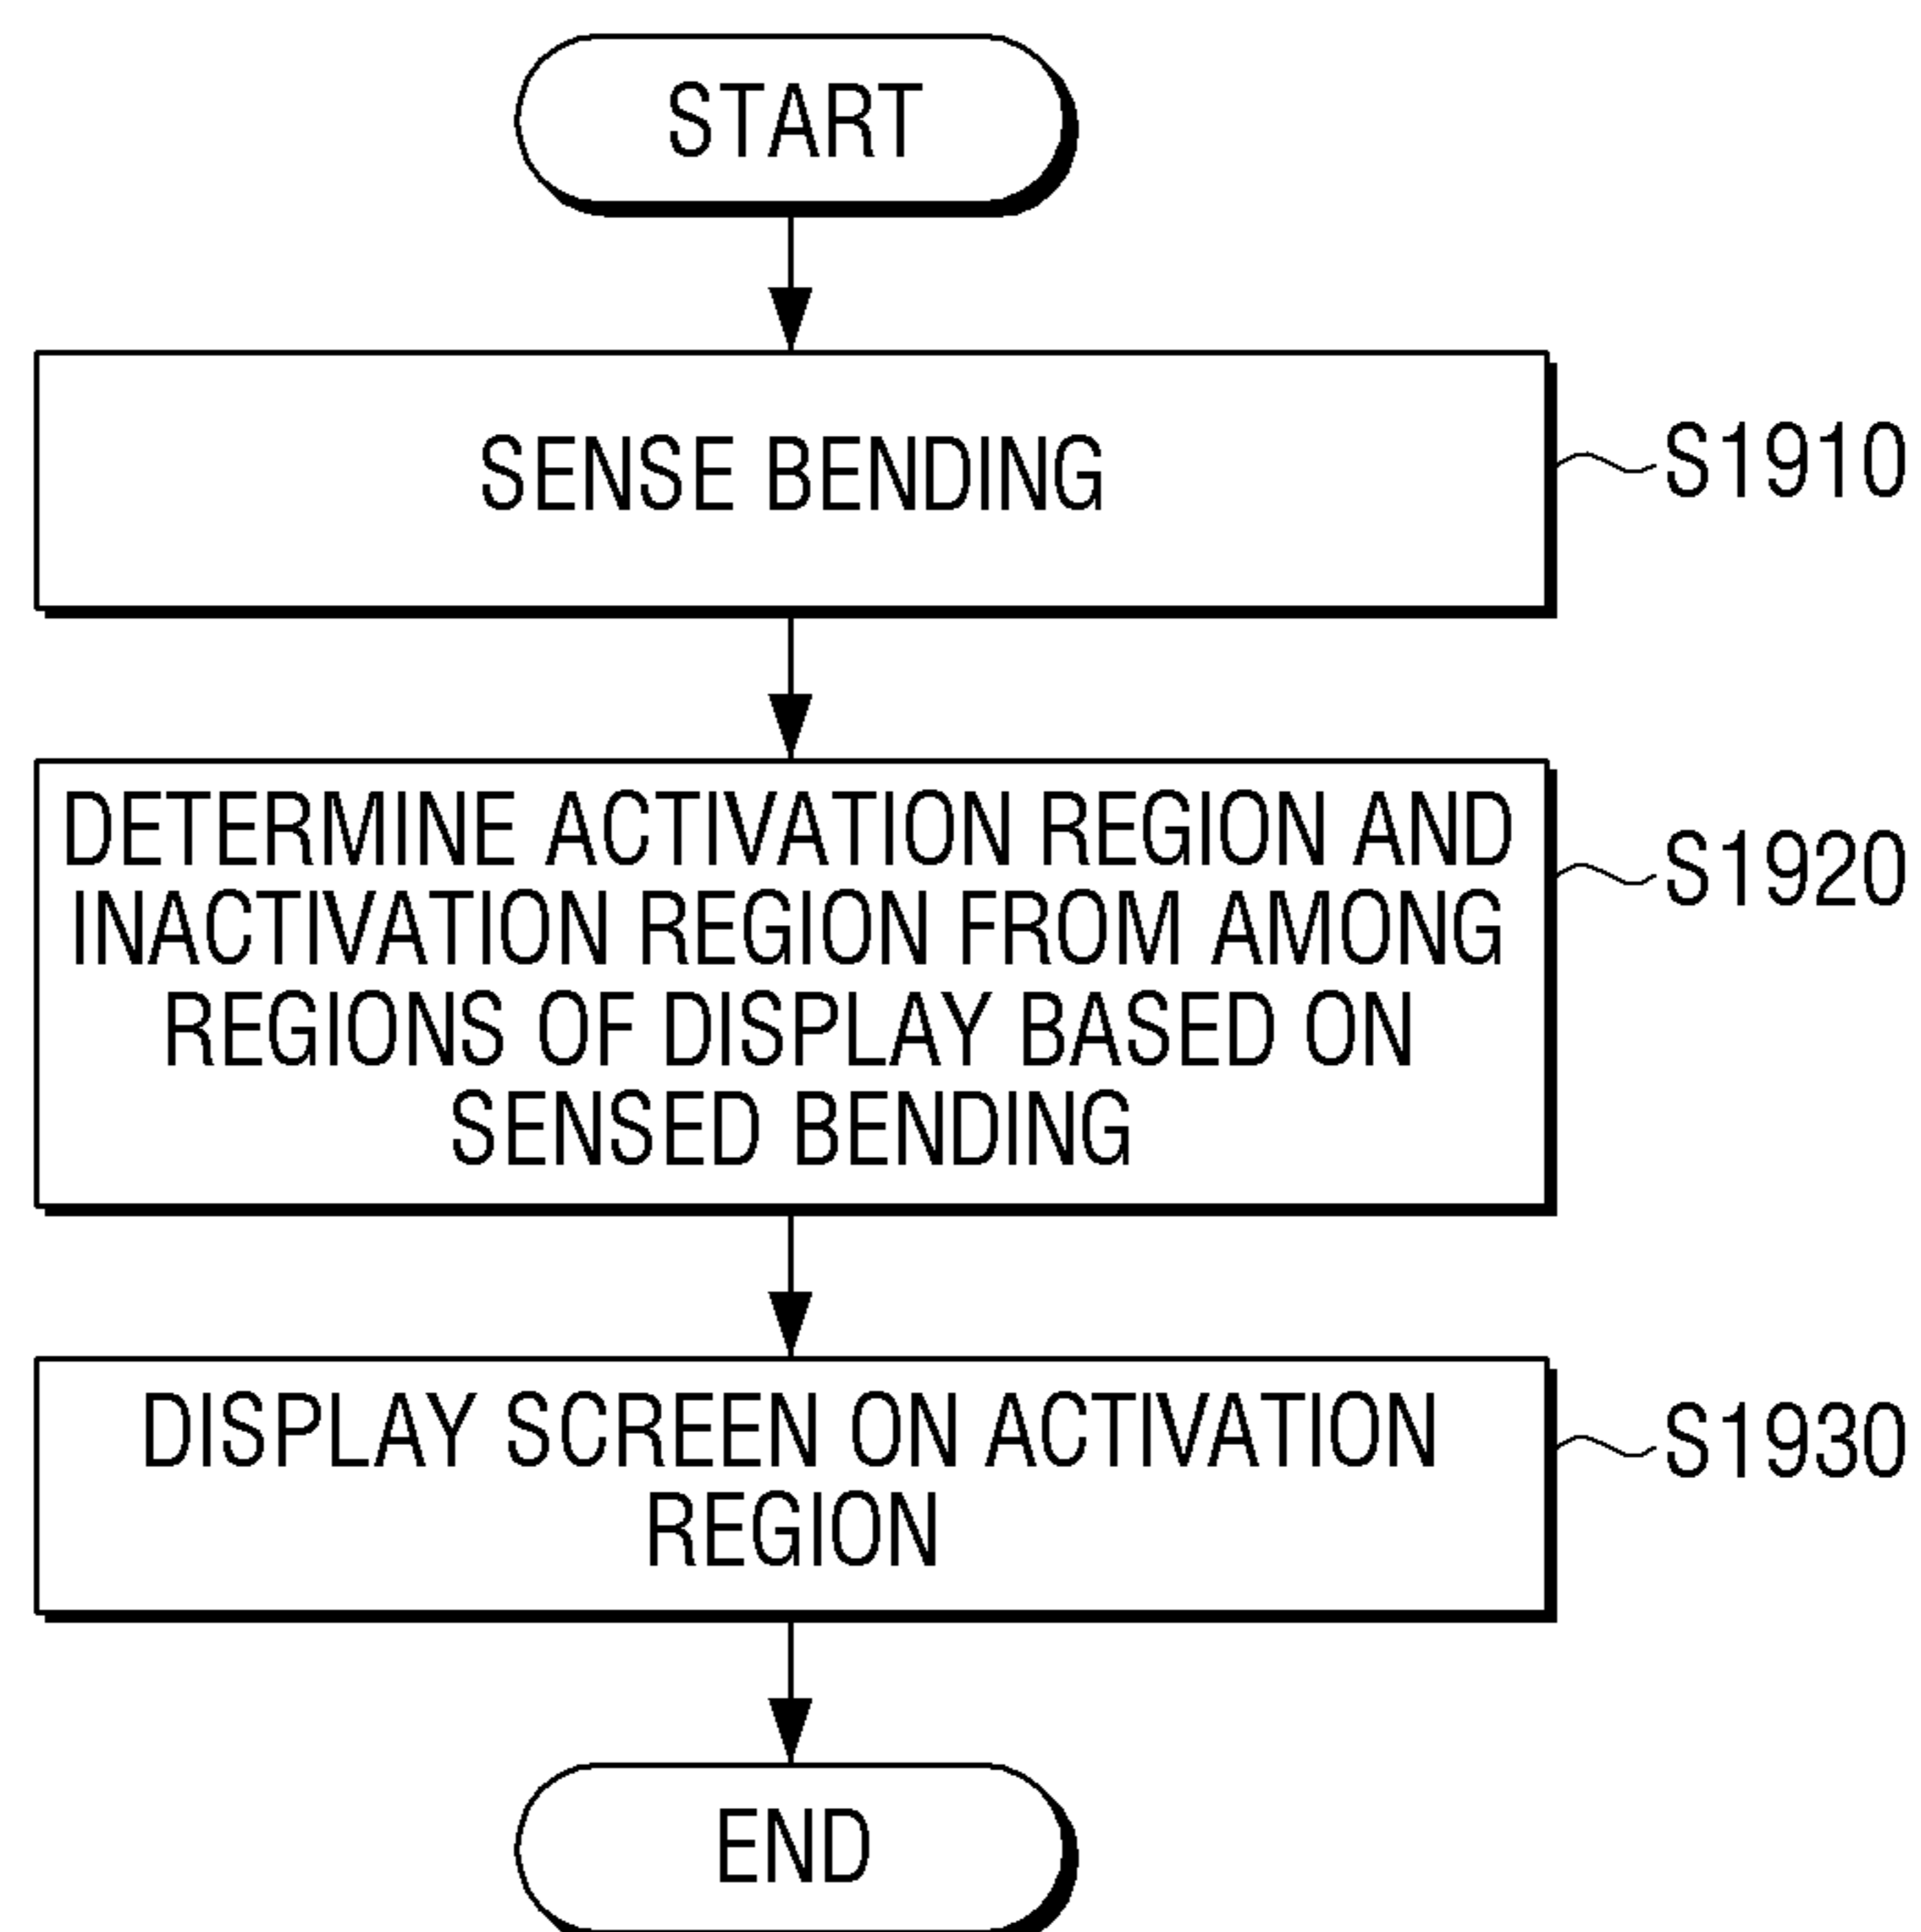 START
SENSE BENDING
S1910
DETERMINE ACTIVATION REGION AND
INACTIVATION REGION FROM AMONG
REGIONS OF DISPLAY BASED ON
SENSED BENDING
S1920
DISPLAY SCREEN ON ACTIVATION
REGION
S1930
END